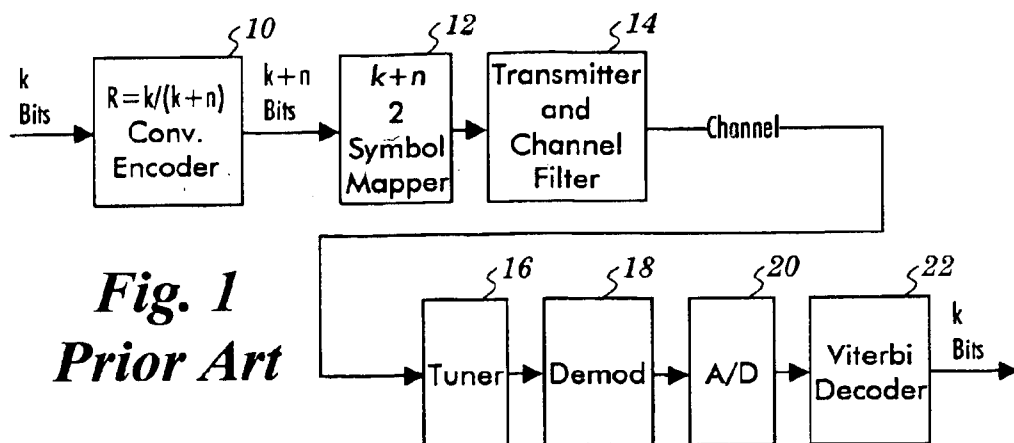 10
12
14
k
Bits
R=k/(k+n)
Conv.
Encoder
k+n
Bits
k+n
2
Symbol
Mapper
Transmitter
and
Channel
Filter
Channel
Fig. 1
Prior Art
16
18
20
22
Tuner
Demod
A/D
Viterbi
Decoder
k
Bits